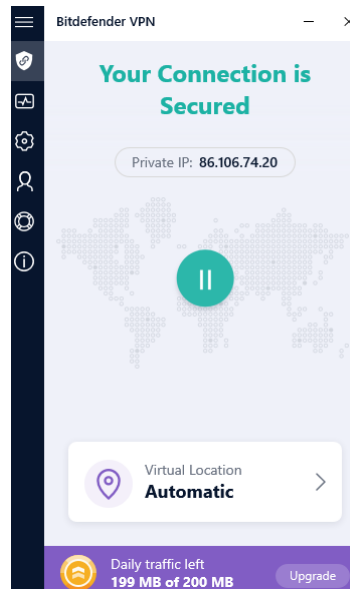 Bitdefender VPN
Your Connection is
Secured
Private IP: 86.106.74.20
Virtual Location
Automatic
Daily traffic left
199 MB of 200 MB
Upgrade